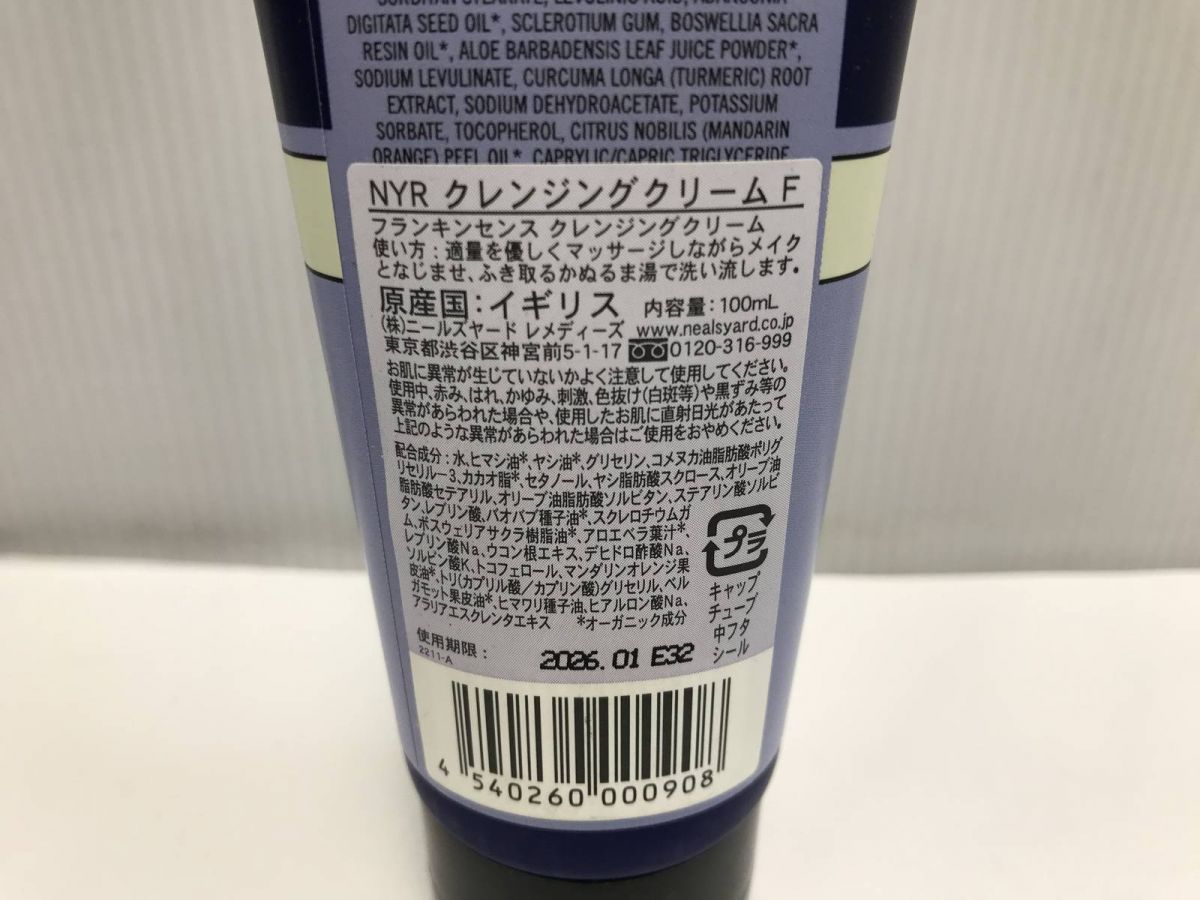 SORBITAN STEARATE, LEVULINIC ACID, ADANSONIA
DIGITATA SEED OIL*, SCLEROTIUM GUM, BOSWELLIA SACRA
RESIN OIL*, ALOE BARBADENSIS LEAF JUICE POWDER*,
SODIUM LEVULINATE, CURCUMA LONGA (TURMERIC) ROOT
EXTRACT, SODIUM DEHYDROACETATE, POTASSIUM
SORBATE, TOCOPHEROL, CITRUS NOBILIS (MANDARIN
ORANGE) PEEL OIL*, CAPRYLIC/CAPRIC TRIGLYCERIDE,
NYR クレンジングクリーム F
フランキンセンス クレンジングクリーム
使い方：適量を優しくマッサージしながらメイク
となじませ、ふき取るかぬるま湯で洗い流します。
原産国：イギリス 内容量：100mL
(株)ニールズヤード レメディーズ www.nealsyard.co.jp
東京都渋谷区神宮前5-1-17 0120-316-999
お肌に異常が生じていないかよく注意して使用してください。
使用中、赤み、はれ、かゆみ、刺激、色抜け(白斑等)や黒ずみ等の
異常があらわれた場合や、使用したお肌に直射日光があたって
上記のような異常があらわれた場合はご使用をおやめください。
配合成分：水、ヒマシ油*、ヤシ油*、グリセリン、コメヌカ油脂肪酸ポリグ
リセリル-3、カカオ脂*、セタノール、ヤシ脂肪酸スクロース、オリーブ油
脂肪酸セテアリル、オリーブ油脂肪酸ソルビタン、ステアリン酸ソルビ
タン、レブリン酸、バオバブ種子油*、スクレロチウムガ
ム、ボスウェリアサクラ樹脂油*、アロエベラ葉汁*、
レブリン酸Na、ウコン根エキス、デヒドロ酢酸Na、
ソルビン酸K、トコフェロール、マンダリンオレンジ果
皮油*、トリ(カプリル酸／カプリン酸)グリセリル、ベル
ガモット果皮油*、ヒマワリ種子油、ヒアルロン酸Na、
アラリアエスクレンタエキス *オーガニック成分
プラ
キャップ
チューブ
中フタ
シール
使用期限：
2211-A
2026.01 E32
4 540260 000908